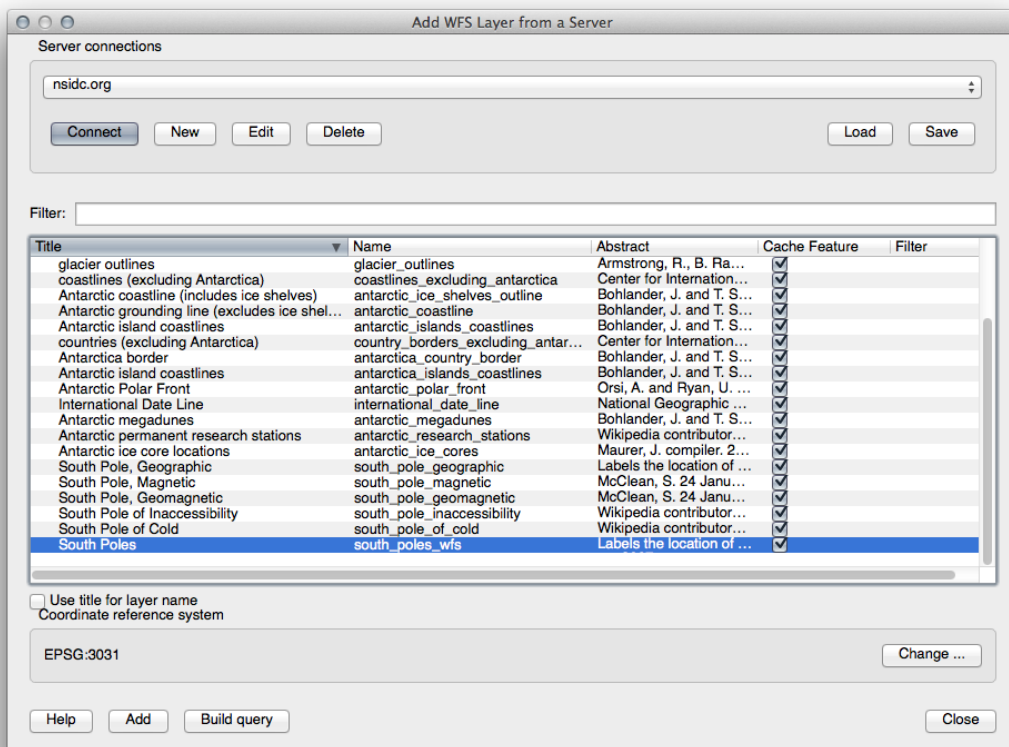 Add WFS Layer from a Server
Server connections
nsidc.org
Connect New Edit Delete Load Save
Filter:
Title Name Abstract Cache Feature Filter
glacier outlines glacier_outlines Armstrong, R., B. Ra...
coastlines (excluding Antarctica) coastlines_excluding_antarctica Center for Internation...
Antarctic coastline (includes ice shelves) antarctic_ice_shelves_outline Bohlander, J. and T. S...
Antarctic grounding line (excludes ice shel... antarctic_coastline Bohlander, J. and T. S...
Antarctic island coastlines antarctic_islands_coastlines Bohlander, J. and T. S...
countries (excluding Antarctica) country_borders_excluding_antar... Center for Internation...
Antarctica border antarctica_country_border Bohlander, J. and T. S...
Antarctic island coastlines antarctica_islands_coastlines Bohlander, J. and T. S...
Antarctic Polar Front antarctic_polar_front Orsi, A. and Ryan, U. ...
International Date Line international_date_line National Geographic ...
Antarctic megadunes antarctic_megadunes Bohlander, J. and T. S...
Antarctic permanent research stations antarctic_research_stations Wikipedia contributor...
Antarctic ice core locations antarctic_ice_cores Maurer, J. compiler. 2...
South Pole, Geographic south_pole_geographic Labels the location of ...
South Pole, Magnetic south_pole_magnetic McClean, S. 24 Janu...
South Pole, Geomagnetic south_pole_geomagnetic McClean, S. 24 Janu...
South Pole of Inaccessibility south_pole_inaccessibility Wikipedia contributor...
South Pole of Cold south_pole_of_cold Wikipedia contributor...
South Poles south_poles_wfs Labels the location of ...
Use title for layer name
Coordinate reference system
EPSG:3031 Change ...
Help Add Build query Close